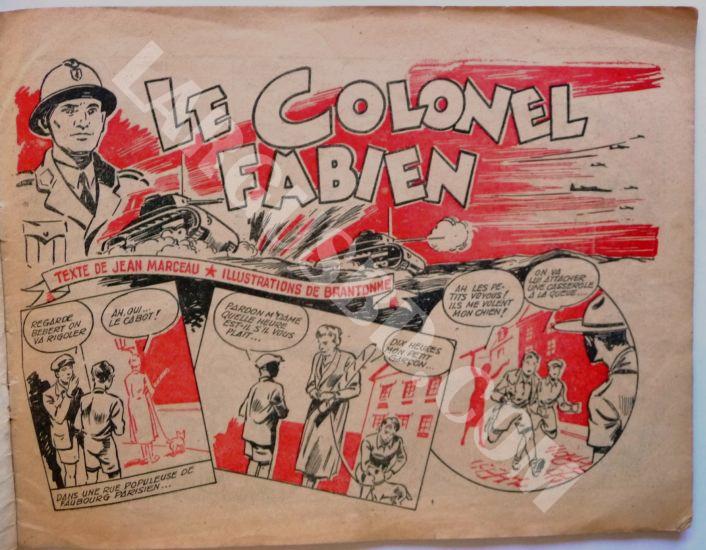 LE COLONEL
FABIEN
TEXTE DE JEAN MARCEAU ★ ILLUSTRATIONS DE BRANTONNE
REGARDE
BEBERT ON
VA RIGOLER
AH, OUI...
LE CABOT!
DANS UNE RUE POPULEUSE DE
FAUBOURG PARISIEN...
PARDON M'DAME
QUELLE HEURE
EST-IL S'IL VOUS
PLAIT...
DIX HEURES
MON PETIT
GARÇON...
AH LES PE-
TITS VOYOUS!
ILS ME VOLENT
MON CHIEN!
ON VA
LUI ATTACHER
UNE CASSEROLE
A LA QUEUE...